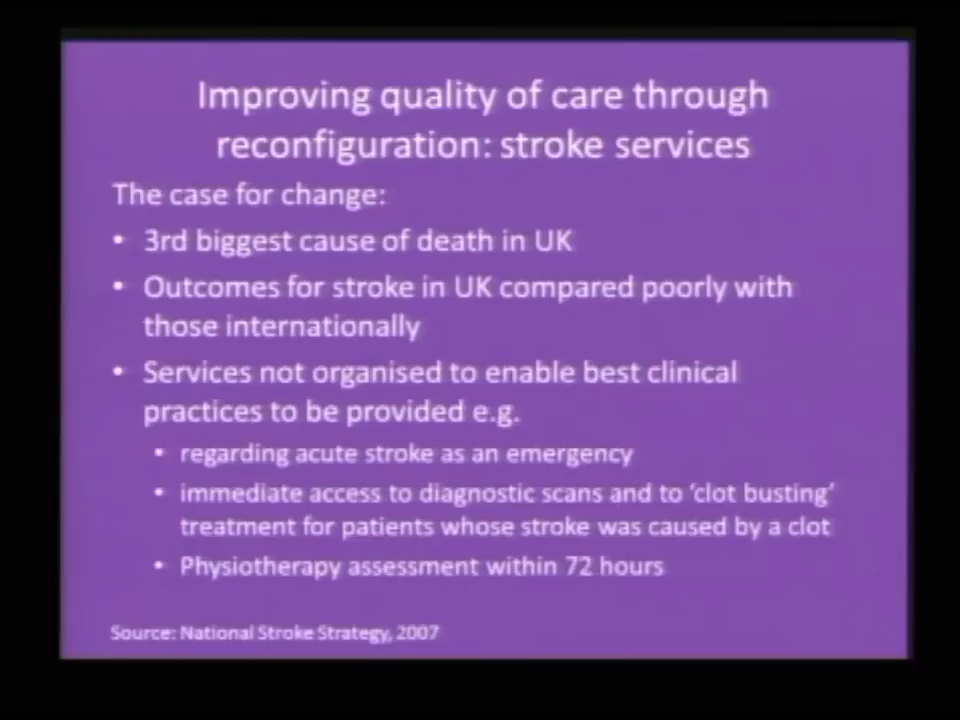 Improving quality of care through
reconfiguration: stroke services
The case for change:
• 3rd biggest cause of death in UK
• Outcomes for stroke in UK compared poorly with
those internationally
• Services not organised to enable best clinical
practices to be provided e.g.
• regarding acute stroke as an emergency
• immediate access to diagnostic scans and to ‘clot busting’
treatment for patients whose stroke was caused by a clot
• Physiotherapy assessment within 72 hours
Source: National Stroke Strategy, 2007